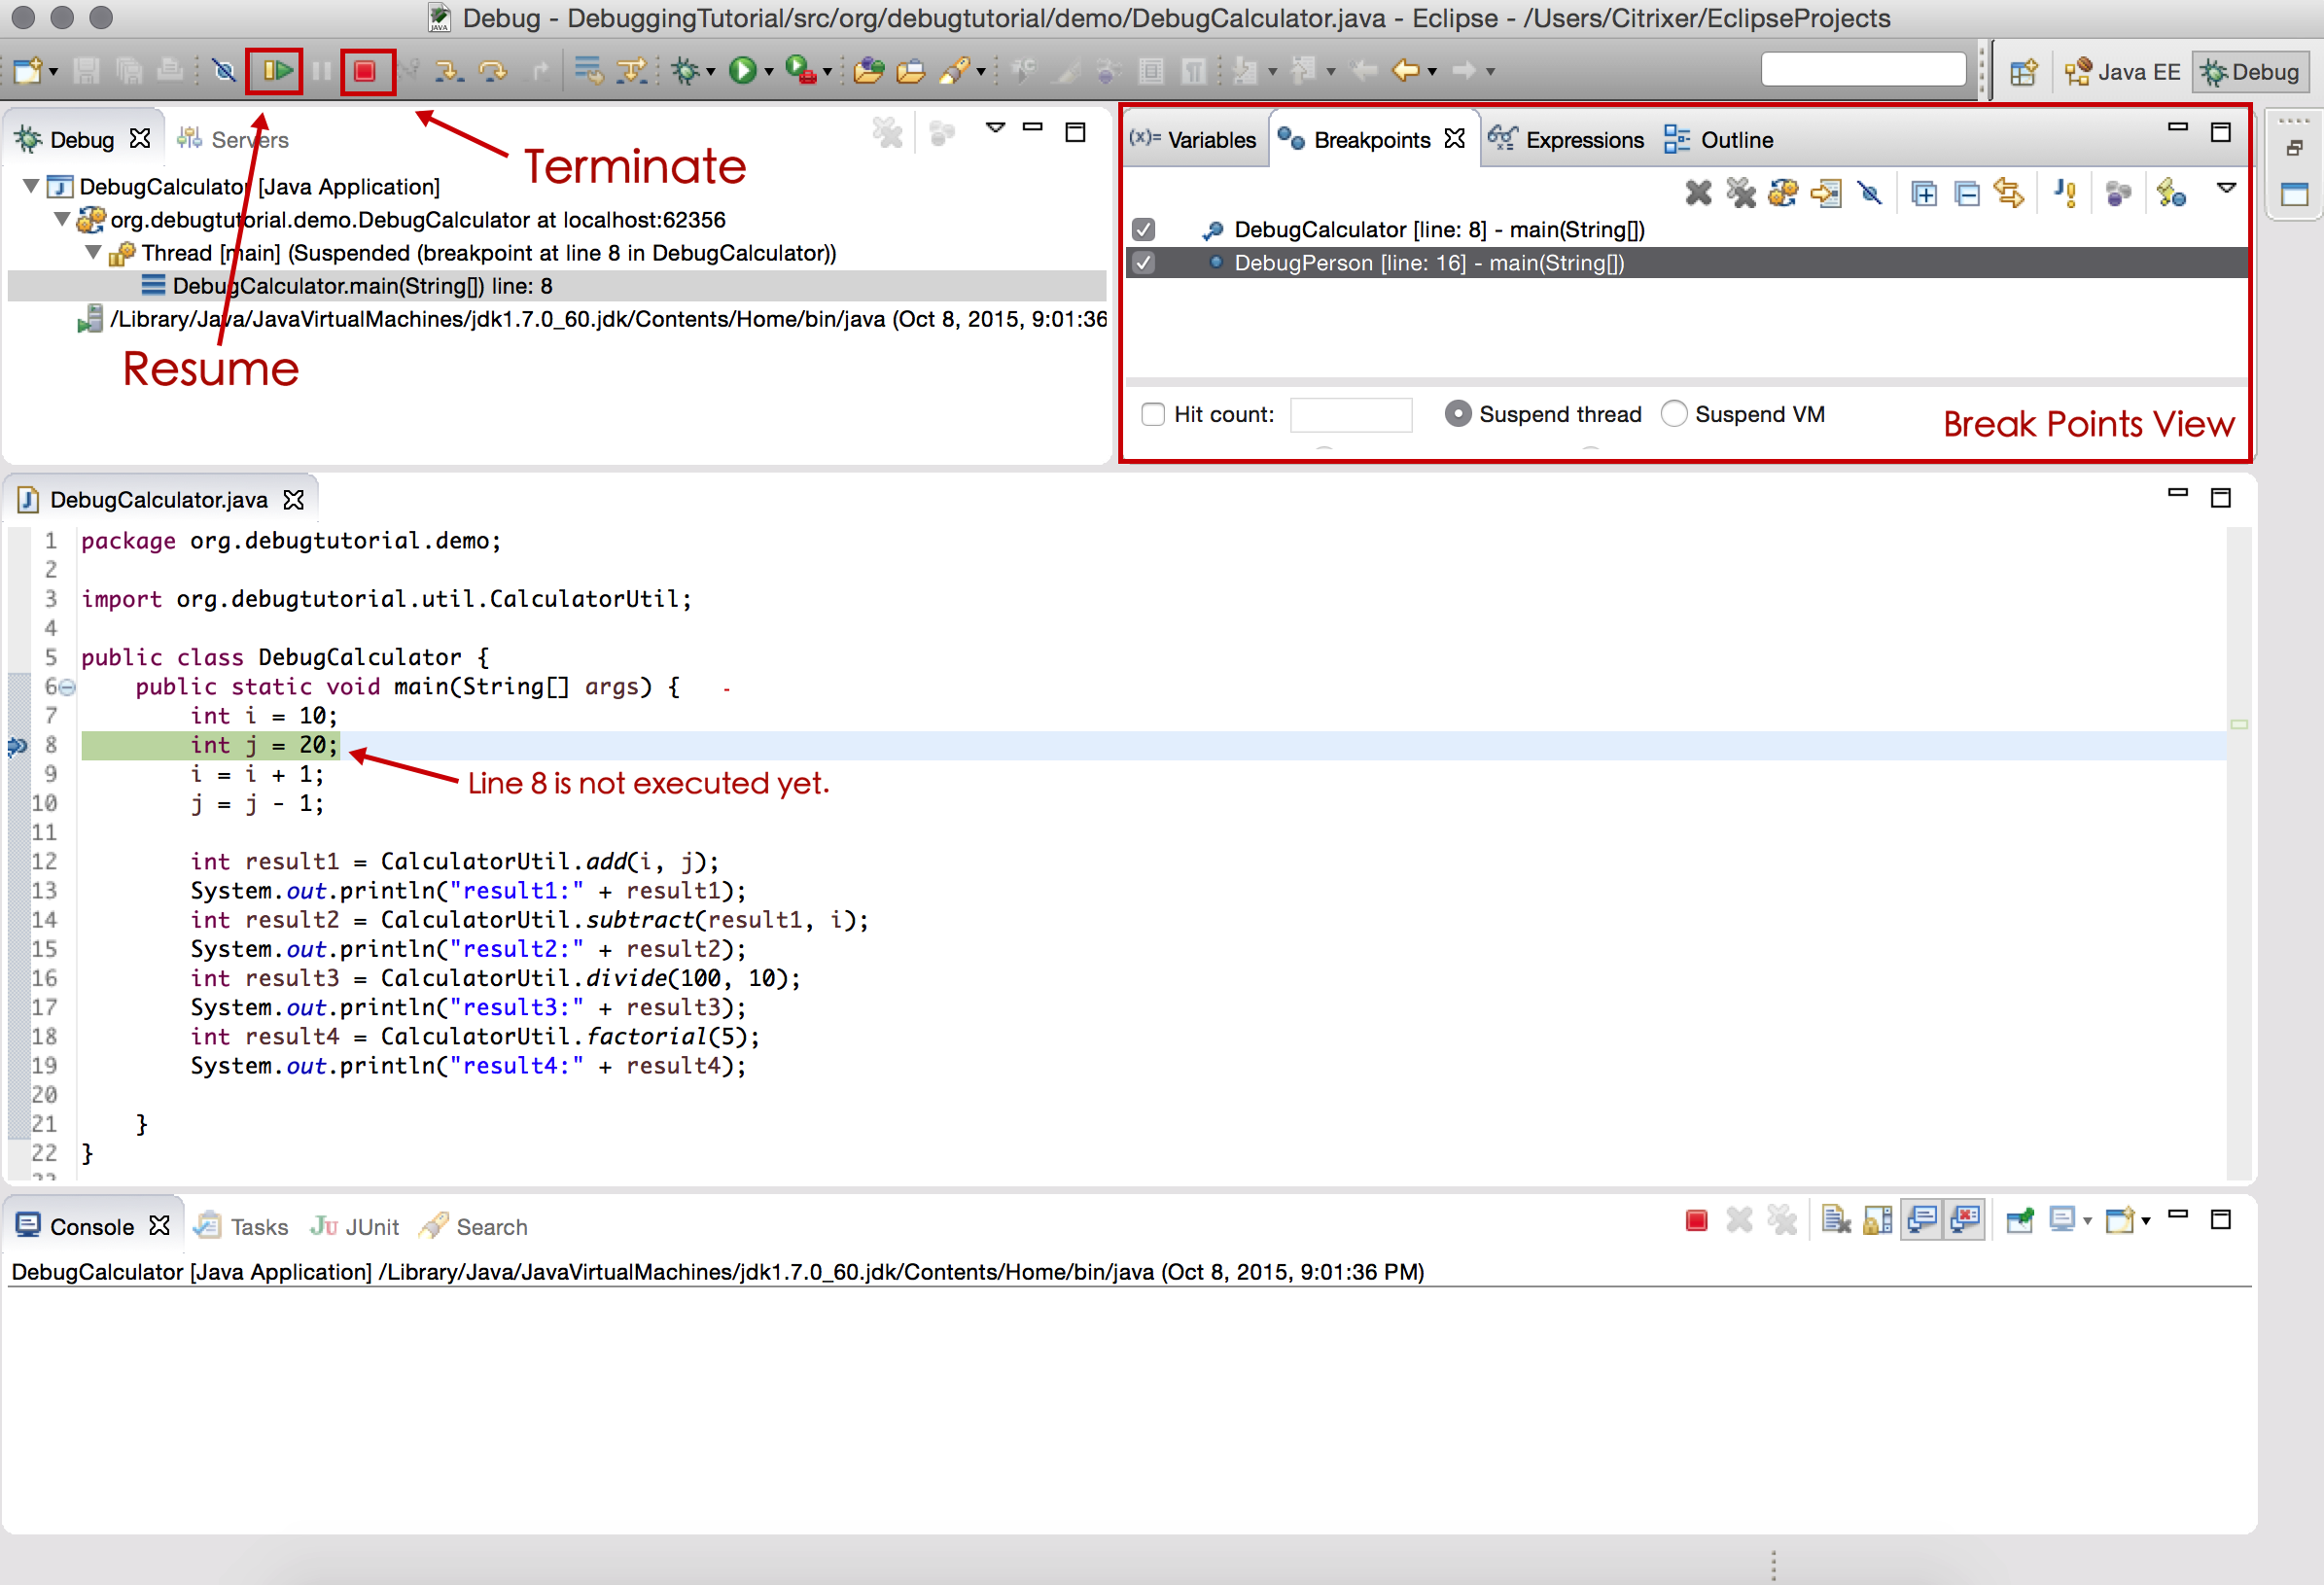 Debug - DebuggingTutorial/src/org/debugtutorial/demo/DebugCalculator.java - Eclipse - /Users/Citrixer/EclipseProjects
Java EE
Debug
Debug
Servers
Terminate
DebugCalculator [Java Application]
org.debugtutorial.demo.DebugCalculator at localhost:62356
Thread [main] (Suspended (breakpoint at line 8 in DebugCalculator))
DebugCalculator.main(String[]) line: 8
/Library/Java/JavaVirtualMachines/jdk1.7.0_60.jdk/Contents/Home/bin/java (Oct 8, 2015, 9:01:36
Resume
(x)= Variables
Breakpoints
Expressions
Outline
DebugCalculator [line: 8] - main(String[])
DebugPerson [line: 16] - main(String[])
Hit count:
Suspend thread
Suspend VM
Break Points View
DebugCalculator.java
1 package org.debugtutorial.demo;
2
3 import org.debugtutorial.util.CalculatorUtil;
4
5 public class DebugCalculator {
6 public static void main(String[] args) {
7 int i = 10;
8 int j = 20;
9 i = i + 1;
Line 8 is not executed yet.
10 j = j - 1;
11
12 int result1 = CalculatorUtil.add(i, j);
13 System.out.println("result1:" + result1);
14 int result2 = CalculatorUtil.subtract(result1, i);
15 System.out.println("result2:" + result2);
16 int result3 = CalculatorUtil.divide(100, 10);
17 System.out.println("result3:" + result3);
18 int result4 = CalculatorUtil.factorial(5);
19 System.out.println("result4:" + result4);
20
21 }
22 }
Console
Tasks
JUnit
Search
DebugCalculator [Java Application] /Library/Java/JavaVirtualMachines/jdk1.7.0_60.jdk/Contents/Home/bin/java (Oct 8, 2015, 9:01:36 PM)